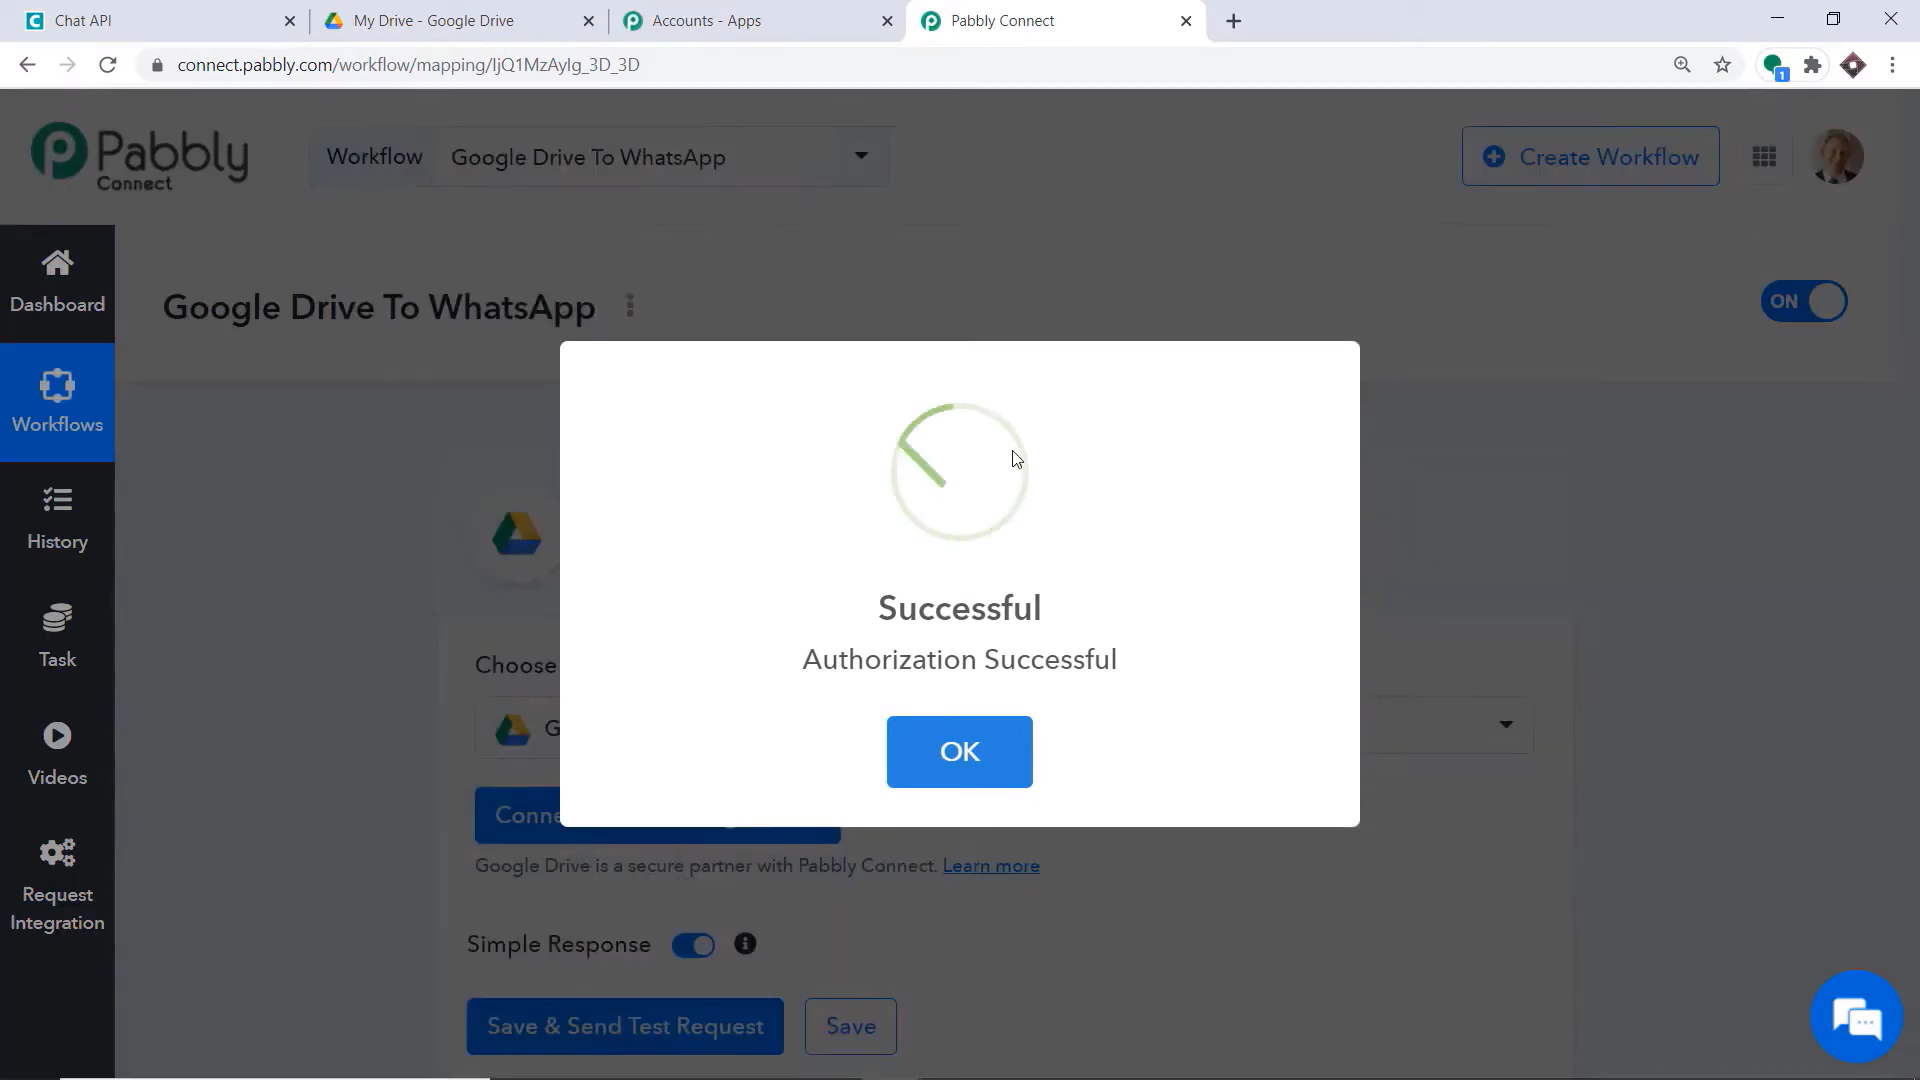 Chat API
My Drive - Google Drive
Accounts - Apps
Pabbly Connect
connect.pabbly.com/workflow/mapping/IjQ1MzAyIg_3D_3D
1
Pabbly
Connect
Workflow
Google Drive To WhatsApp
Create Workflow
Dashboard
Google Drive To WhatsApp
ON
Workflows
History
Successful
Authorization Successful
Task
Choose
G
OK
Videos
Conne
Google Drive is a secure partner with Pabbly Connect. Learn more
Request
Integration
Simple Response
Save & Send Test Request
Save